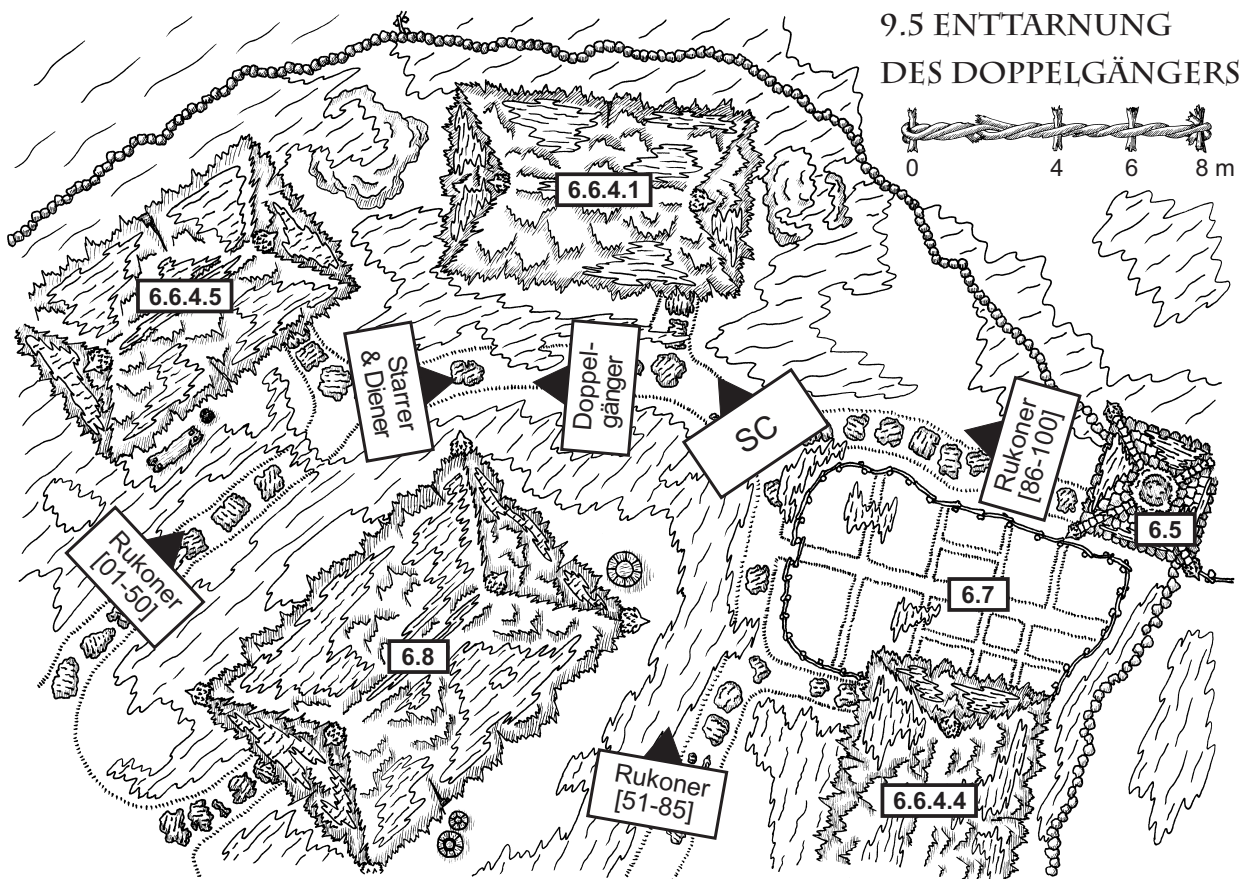 9.5 ENTTARNUNG
DES DOPPELGÄNGERS
0 4 6 8 m
6.6.4.1
6.6.4.5
Starrer
& Diener
Doppel-
gänger
SC
Rukoner
[86-100]
6.5
Rukoner
[01-50]
6.7
6.8
Rukoner
[51-85]
6.6.4.4